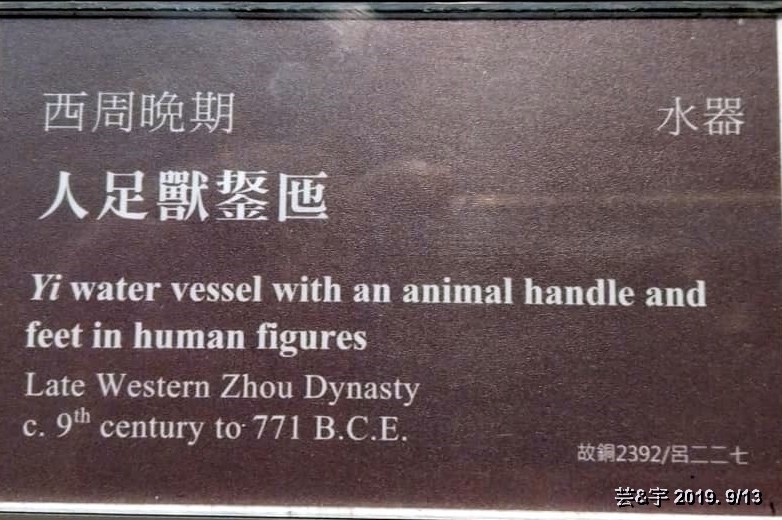 西周晚期 水器
人足獸鋬匜
Yi water vessel with an animal handle and
feet in human figures
Late Western Zhou Dynasty
c. 9th century to 771 B.C.E.
故銅2392/呂二二七
芸&宇 2019. 9/13